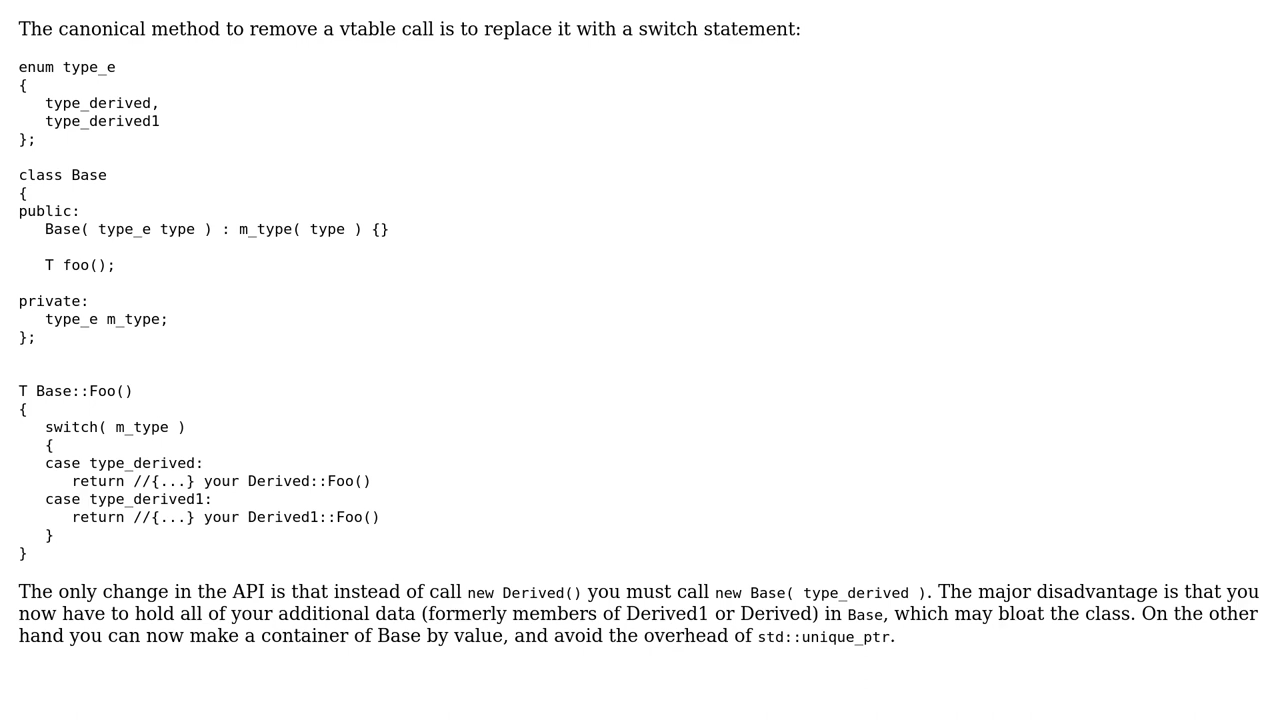 The canonical method to remove a vtable call is to replace it with a switch statement:
enum type_e
{
   type_derived,
   type_derived1
};
class Base
{
public:
   Base( type_e type ) : m_type( type ) {}
   T foo();
private:
   type_e m_type;
};
T Base::Foo()
{
   switch( m_type )
   {
   case type_derived:
      return //{...} your Derived::Foo()
   case type_derived1:
      return //{...} your Derived1::Foo()
   }
}
The only change in the API is that instead of call new Derived() you must call new Base( type_derived ). The major disadvantage is that you
now have to hold all of your additional data (formerly members of Derived1 or Derived) in Base, which may bloat the class. On the other
hand you can now make a container of Base by value, and avoid the overhead of std::unique_ptr.